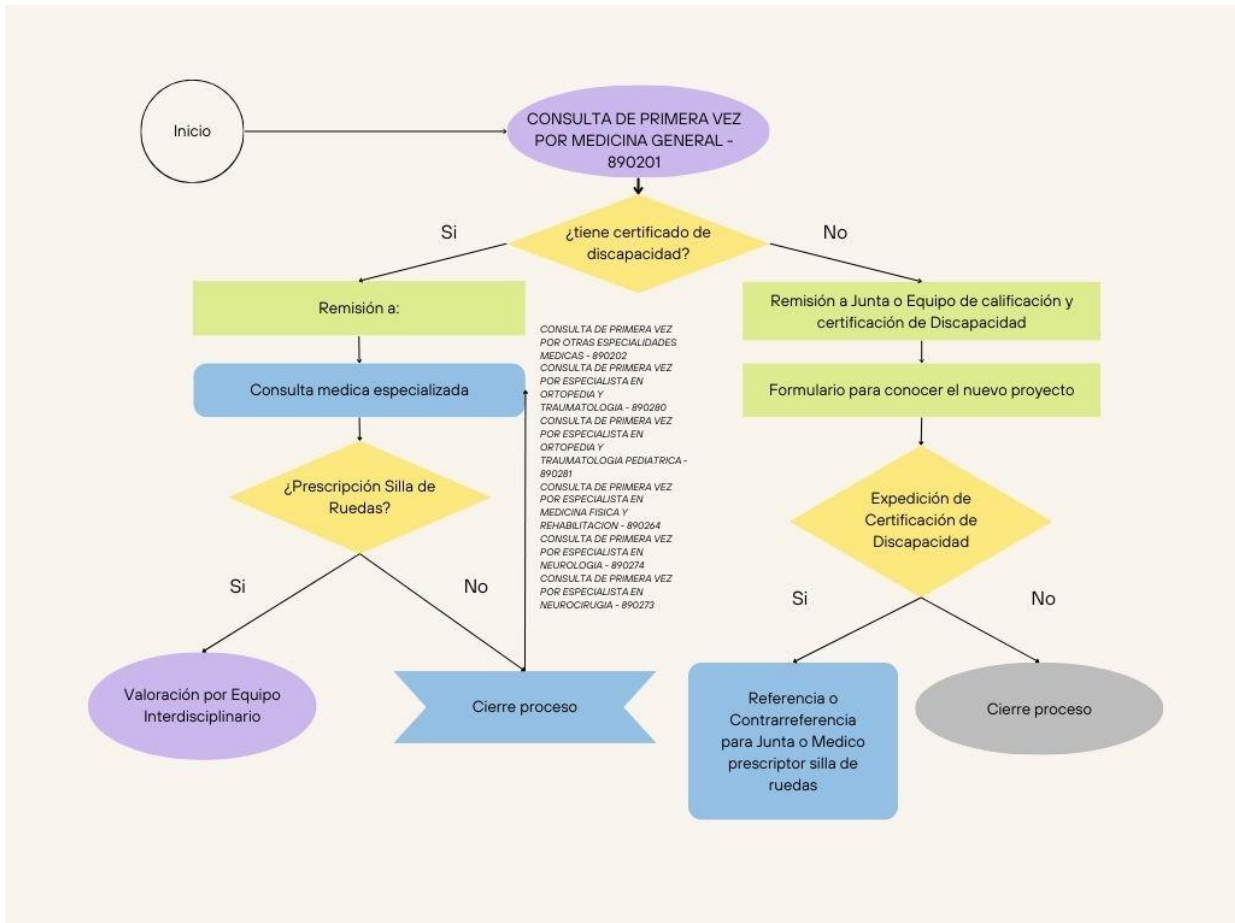 Inicio
CONSULTA DE PRIMERA VEZ
POR MEDICINA GENERAL -
890201
¿tiene certificado de
discapacidad?
Si
No
Remisión a:
Consulta medica especializada
¿Prescripción Silla de
Ruedas?
Si
No
Valoración por Equipo
Interdisciplinario
Cierre proceso
CONSULTA DE PRIMERA VEZ
POR OTRAS ESPECIALIDADES
MEDICAS - 890202
CONSULTA DE PRIMERA VEZ
POR ESPECIALISTA EN
ORTOPEDIA Y
TRAUMATOLOGIA - 890280
CONSULTA DE PRIMERA VEZ
POR ESPECIALISTA EN
ORTOPEDIA Y
TRAUMATOLOGIA PEDIATRICA -
890281
CONSULTA DE PRIMERA VEZ
POR ESPECIALISTA EN
MEDICINA FISICA Y
REHABILITACION - 890264
CONSULTA DE PRIMERA VEZ
POR ESPECIALISTA EN
NEUROLOGIA - 890274
CONSULTA DE PRIMERA VEZ
POR ESPECIALISTA EN
NEUROCIRUGIA - 890273
Remisión a Junta o Equipo de calificación y
certificación de Discapacidad
Formulario para conocer el nuevo proyecto
Expedición de
Certificación de
Discapacidad
Si
No
Referencia o
Contrarreferencia
para Junta o Medico
prescriptor silla de
ruedas
Cierre proceso